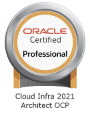 ORACLE
Certified
Professional
Cloud Infra 2021
Architect OCP